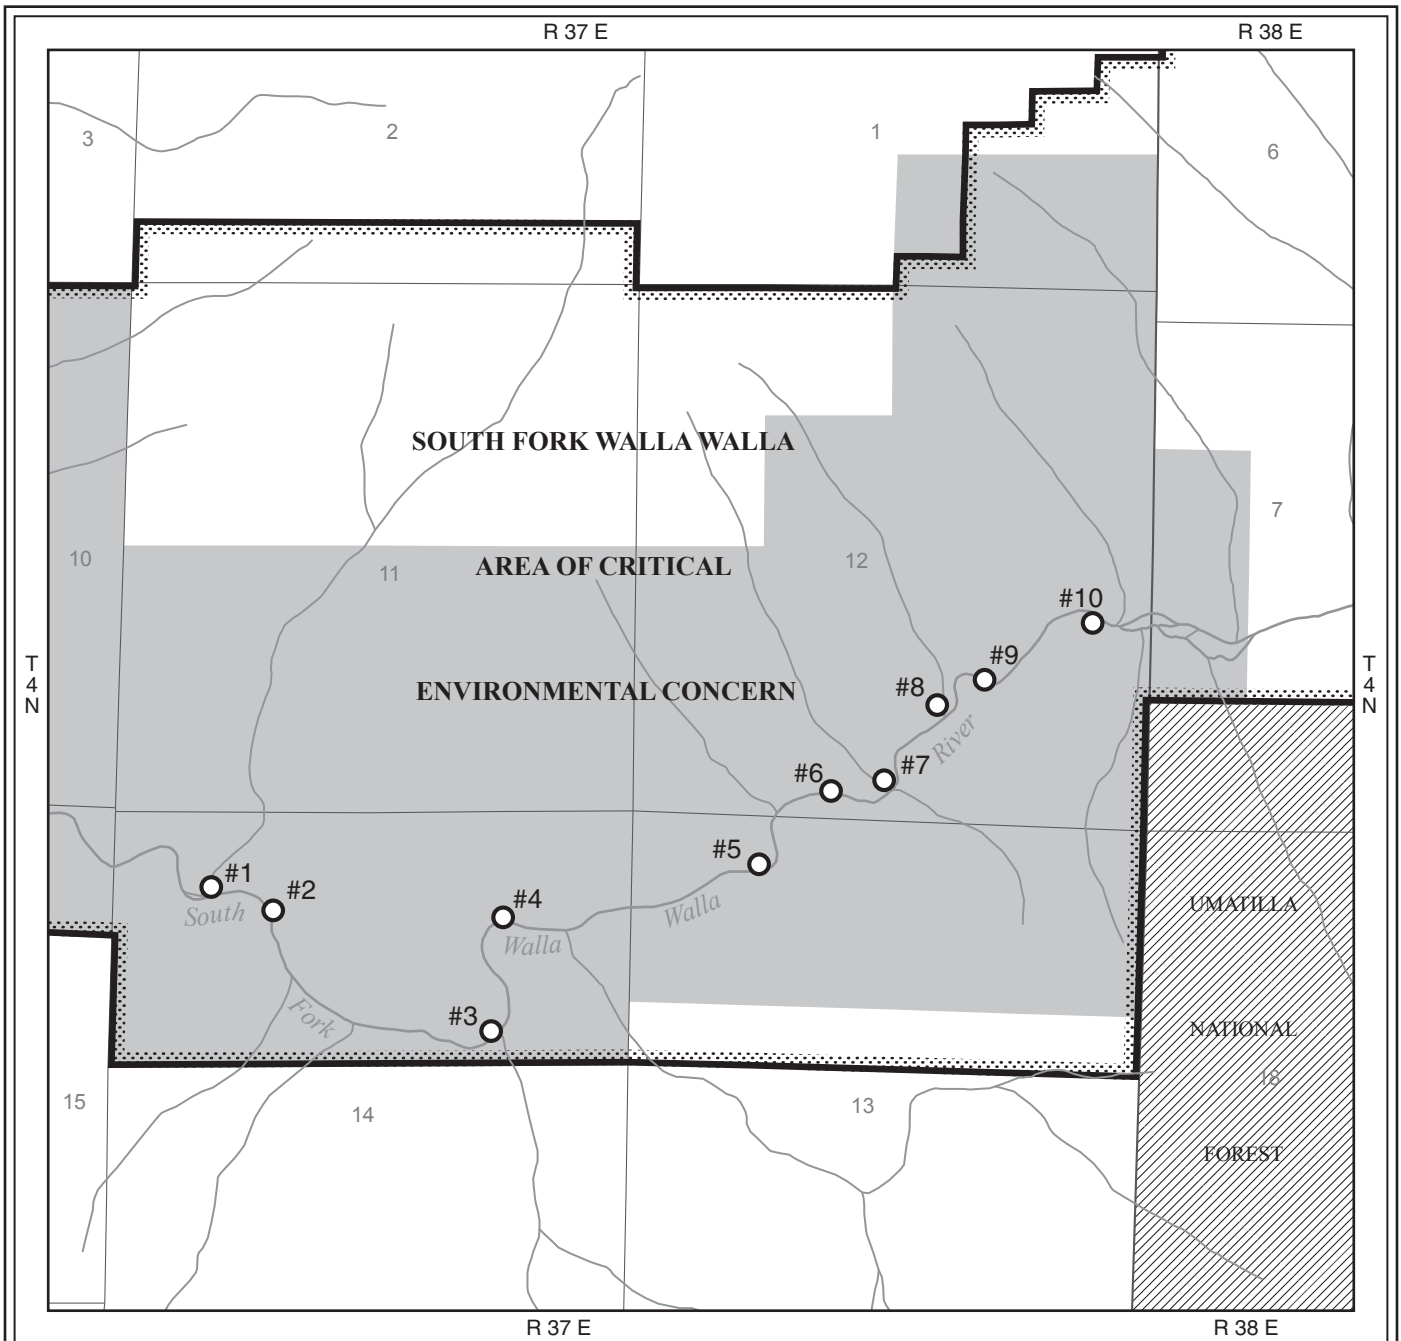 R 37 E
R 38 E
3
2
1
6
SOUTH FORK WALLA WALLA
7
10
11
AREA OF CRITICAL
12
#10
T
4
N
T
4
N
#9
ENVIRONMENTAL CONCERN
#8
River
#7
#6
#5
#1
#2
#4
South
Walla
Walla
UMATILLA
Fork
#3
NATIONAL
18
15
14
13
FOREST
R 37 E
R 38 E